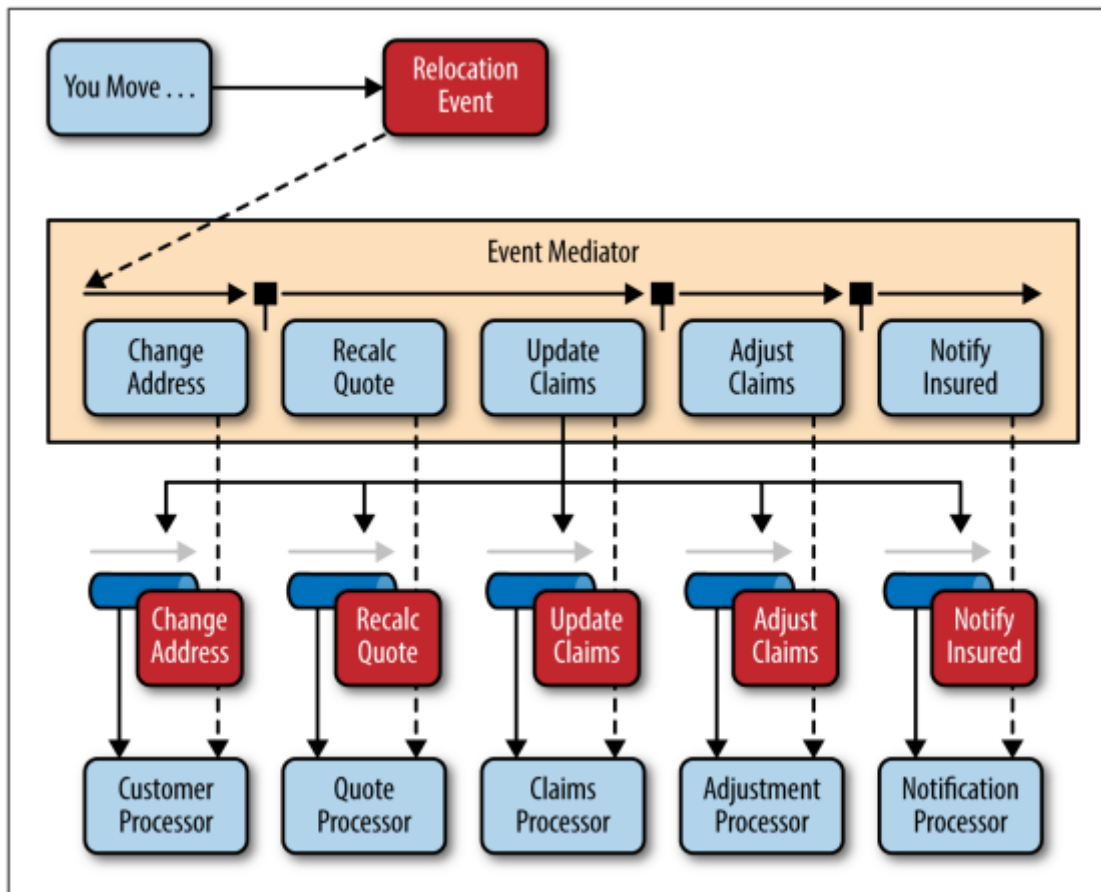 You Move . . .
Relocation
Event
Event Mediator
Change
Address
Recalc
Quote
Update
Claims
Adjust
Claims
Notify
Insured
Change
Address
Recalc
Quote
Update
Claims
Adjust
Claims
Notify
Insured
Customer
Processor
Quote
Processor
Claims
Processor
Adjustment
Processor
Notification
Processor